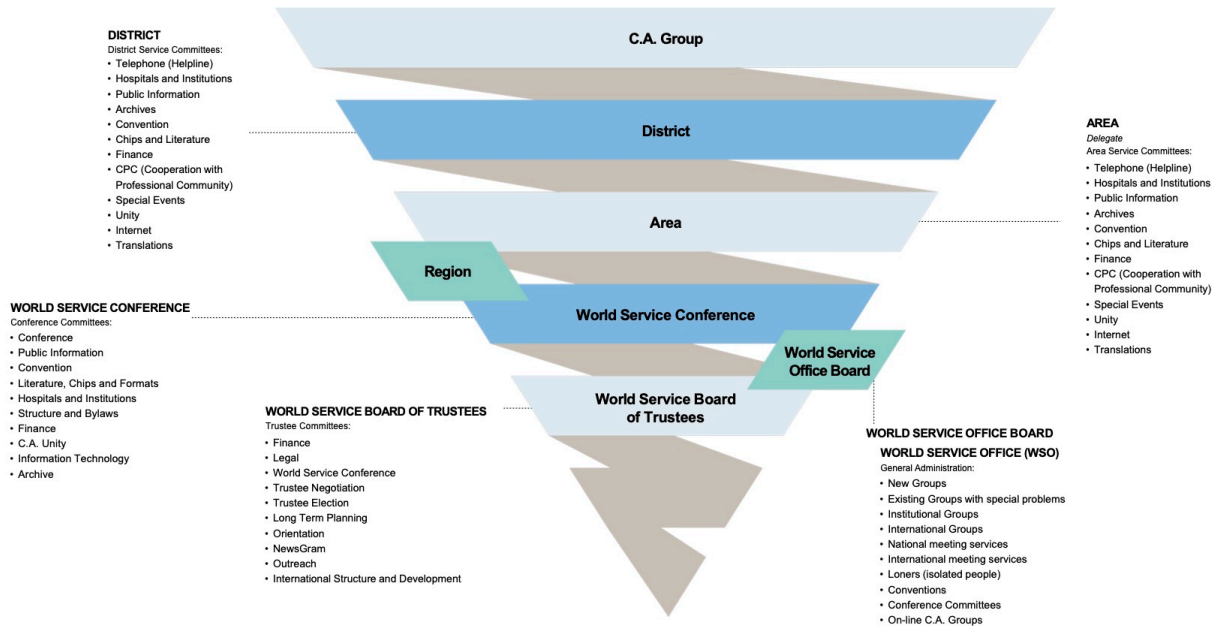 C.A. Group
DISTRICT
District Service Committees:
• Telephone (Helpline)
• Hospitals and Institutions
• Public Information
• Archives
• Convention
• Chips and Literature
• Finance
• CPC (Cooperation with
Professional Community)
• Special Events
• Unity
• Internet
• Translations
District
AREA
Delegate
Area Service Committees:
• Telephone (Helpline)
• Hospitals and Institutions
• Public Information
• Archives
• Convention
• Chips and Literature
• Finance
• CPC (Cooperation with
Professional Community)
• Special Events
• Unity
• Internet
• Translations
Area
Region
WORLD SERVICE CONFERENCE
Conference Committees:
• Conference
• Public Information
• Convention
• Literature, Chips and Formats
• Hospitals and Institutions
• Structure and Bylaws
• Finance
• C.A. Unity
• Information Technology
• Archive
World Service Conference
World Service
Office Board
World Service Board
of Trustees
WORLD SERVICE BOARD OF TRUSTEES
Trustee Committees:
• Finance
• Legal
• World Service Conference
• Trustee Negotiation
• Trustee Election
• Long Term Planning
• Orientation
• NewsGram
• Outreach
• International Structure and Development
WORLD SERVICE OFFICE BOARD
WORLD SERVICE OFFICE (WSO)
General Administration:
• New Groups
• Existing Groups with special problems
• Institutional Groups
• International Groups
• National meeting services
• International meeting services
• Loners (isolated people)
• Conventions
• Conference Committees
• On-line C.A. Groups